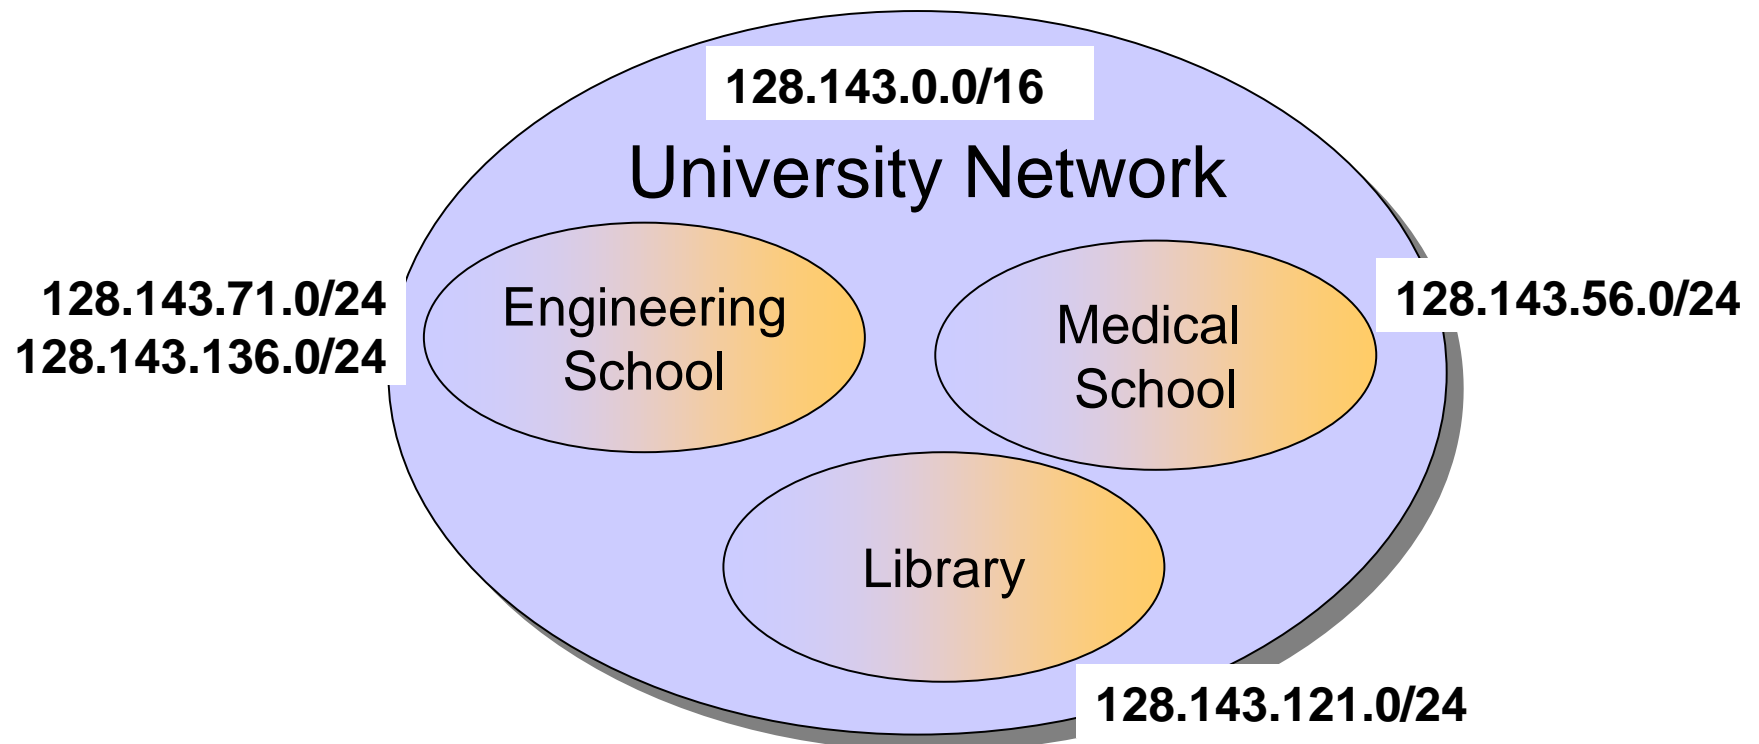 128.143.0.0/16
University Network
128.143.71.0/24
128.143.136.0/24
Engineering
School
Medical
School
128.143.56.0/24
Library
128.143.121.0/24